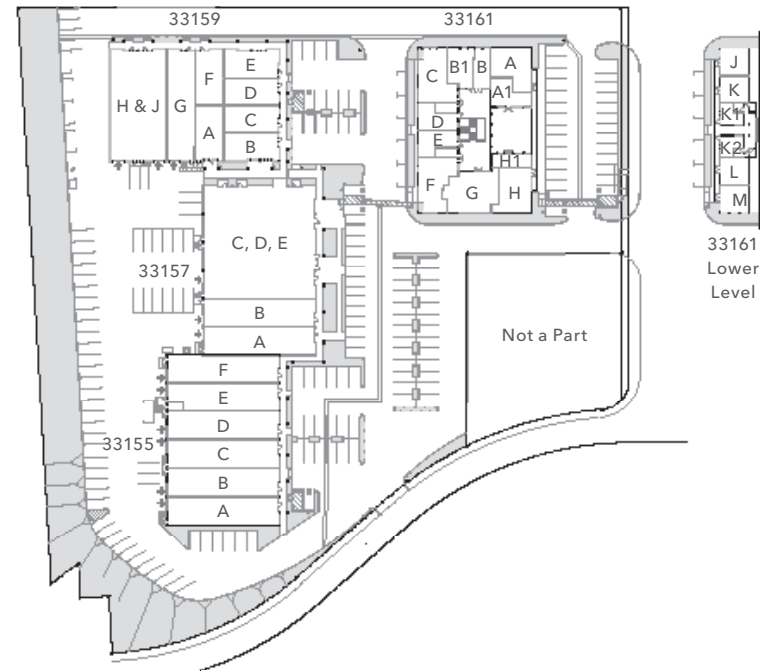 33159
33161
H & J
G
F
E
D
A
C
B
C
B1
B
A
A1
D
E
H1
F
G
H
J
K
K1
K2
L
M
33161
Lower
Level
33157
C, D, E
B
A
Not a Part
33155
F
E
D
C
B
A